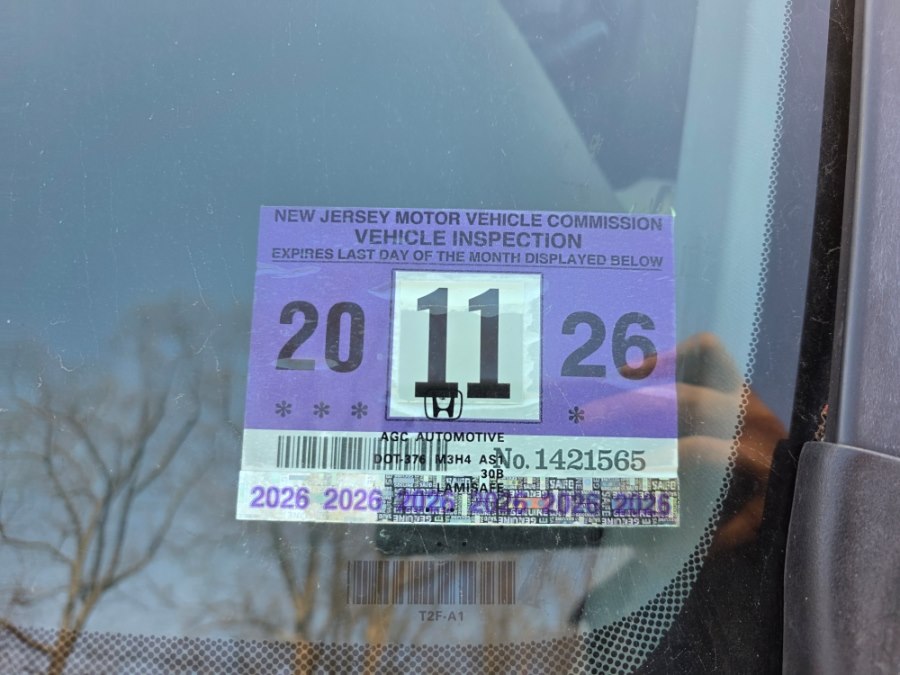 NEW JERSEY MOTOR VEHICLE COMMISSION
VEHICLE INSPECTION
EXPIRES LAST DAY OF THE MONTH DISPLAYED BELOW
20 11 26
* * * *
AGC AUTOMOTIVE
DOT-376 M3H4 AS1
No. 1421565
30B
LAMISAFE
2026 2026 2026 2026 2026 2026
T2F-A1